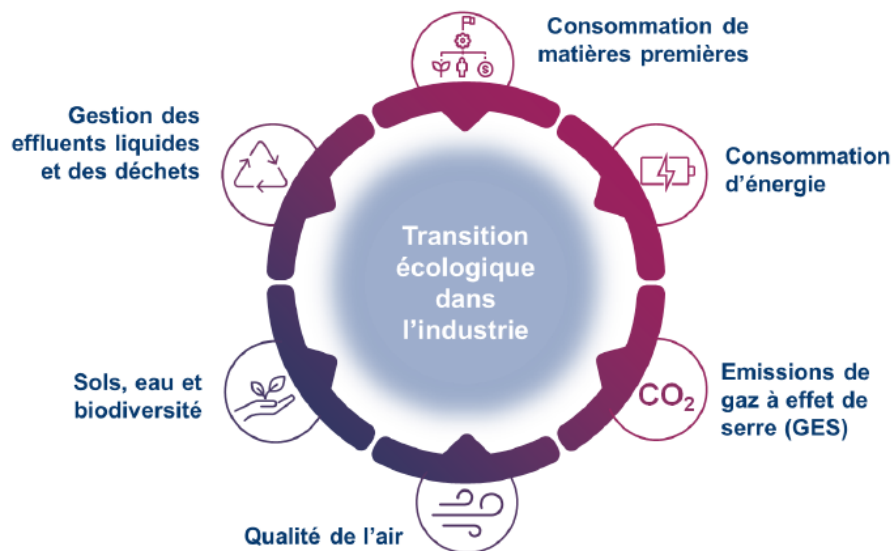 Consommation de
matières premières
Consommation
d'énergie
Emissions de
gaz à effet de
serre (GES)
CO₂
Qualité de l'air
Sols, eau et
biodiversité
Gestion des
effluents liquides
et des déchets
Transition
écologique
dans
l'industrie
$